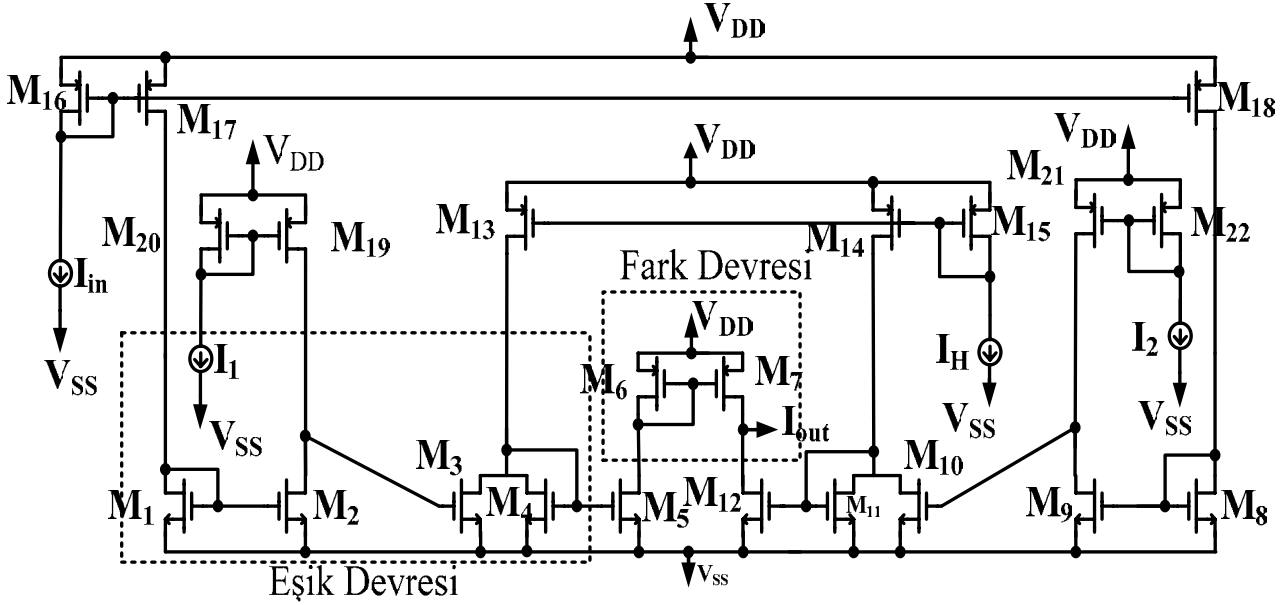 V_DD
M_16
M_17
M_18
V_DD
V_DD
V_DD
M_21
M_20
M_19
M_13
M_14
M_15
M_22
I_in
Fark Devresi
V_DD
V_SS
I_1
M_6
M_7
I_H
I_2
V_SS
I_out
V_SS
V_SS
M_3
M_10
M_1
M_2
M_4
M_5
M_12
M_11
M_9
M_8
Eşik Devresi
V_SS